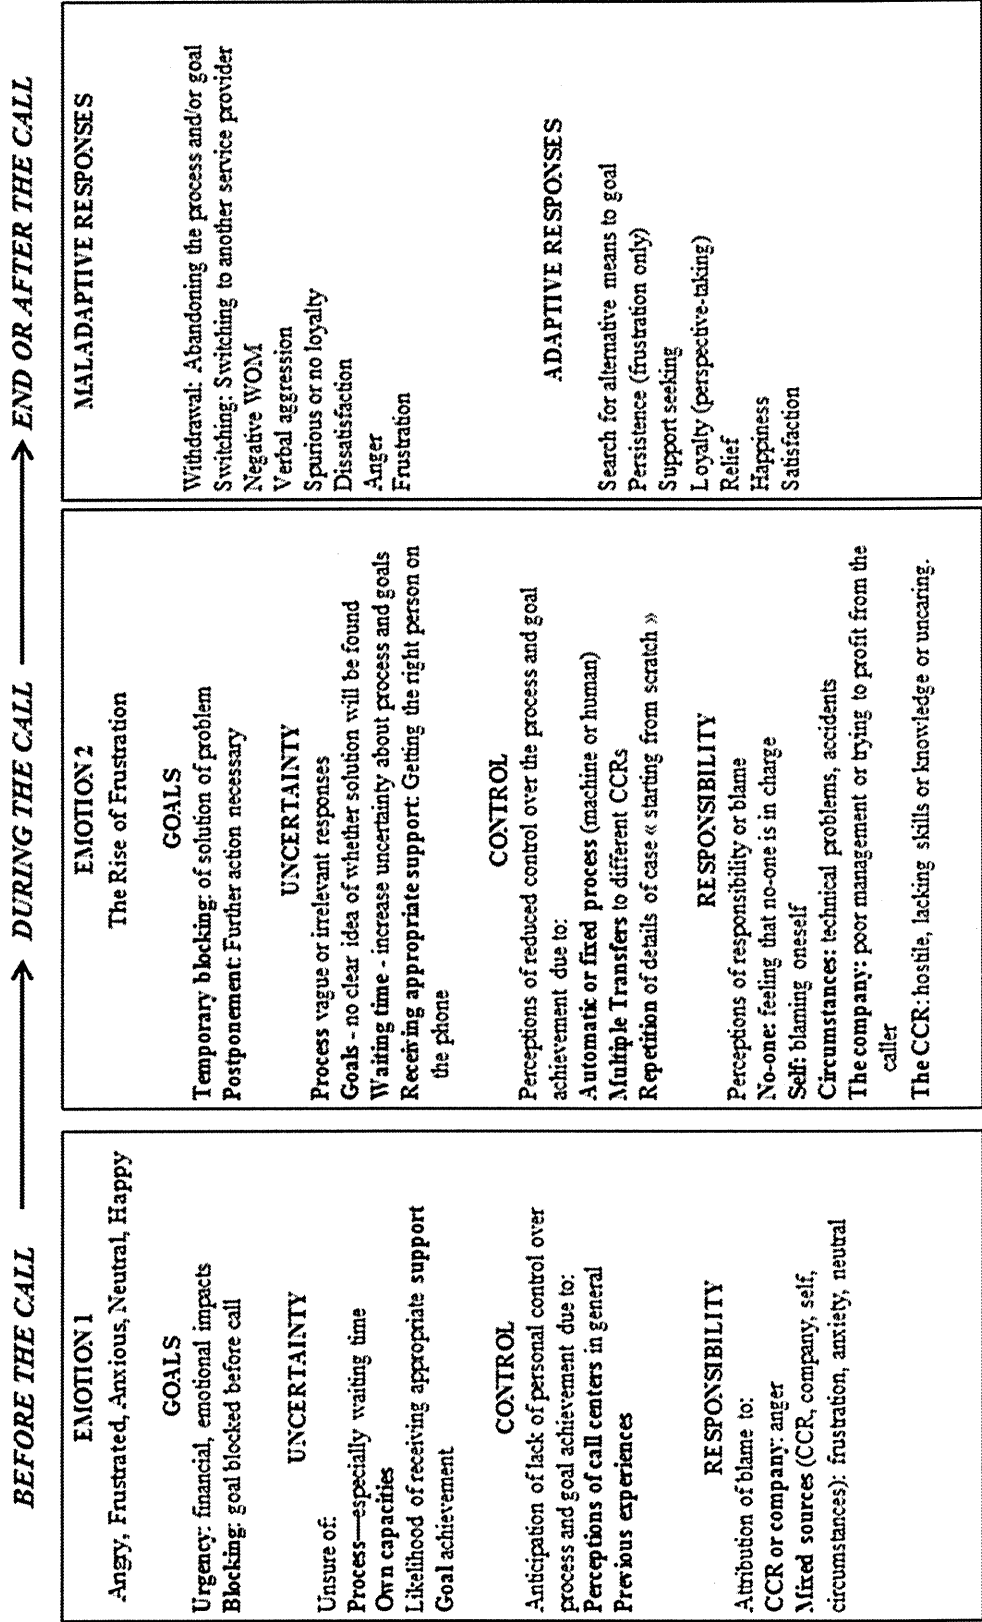 BEFORE THE CALL
DURING THE CALL
END OR AFTER THE CALL
EMOTION 1
Angry, Frustrated, Anxious, Neutral, Happy
GOALS
Urgency: financial, emotional impacts
Blocking: goal blocked before call
UNCERTAINTY
Unsure of:
Process—especially waiting time
Own capacities
Likelihood of receiving appropriate support
Goal achievement
CONTROL
Anticipation of lack of personal control over
process and goal achievement due to:
Perceptions of call centers in general
Previous experiences
RESPONSIBILITY
Attribution of blame to:
CCR or company: anger
Mixed sources (CCR, company, self,
circumstances): frustration, anxiety, neutral
EMOTION 2
The Rise of Frustration
GOALS
Temporary blocking: of solution of problem
Postponement: Further action necessary
UNCERTAINTY
Process vague or irrelevant responses
Goals - no clear idea of whether solution will be found
Waiting time - increase uncertainty about process and goals
Receiving appropriate support: Getting the right person on
the phone
CONTROL
Perceptions of reduced control over the process and goal
achievement due to:
Automatic or fixed process (machine or human)
Multiple Transfers to different CCRs
Repetition of details of case « starting from scratch »
RESPONSIBILITY
Perceptions of responsibility or blame
No-one: feeling that no-one is in charge
Self: blaming oneself
Circumstances: technical problems, accidents
The company: poor management or trying to profit from the
caller
The CCR: hostile, lacking skills or knowledge or uncaring.
MALADAPTIVE RESPONSES
Withdrawal: Abandoning the process and/or goal
Switching: Switching to another service provider
Negative WOM
Verbal aggression
Spurious or no loyalty
Dissatisfaction
Anger
Frustration
ADAPTIVE RESPONSES
Search for alternative means to goal
Persistence (frustration only)
Support seeking
Loyalty (perspective-taking)
Relief
Happiness
Satisfaction